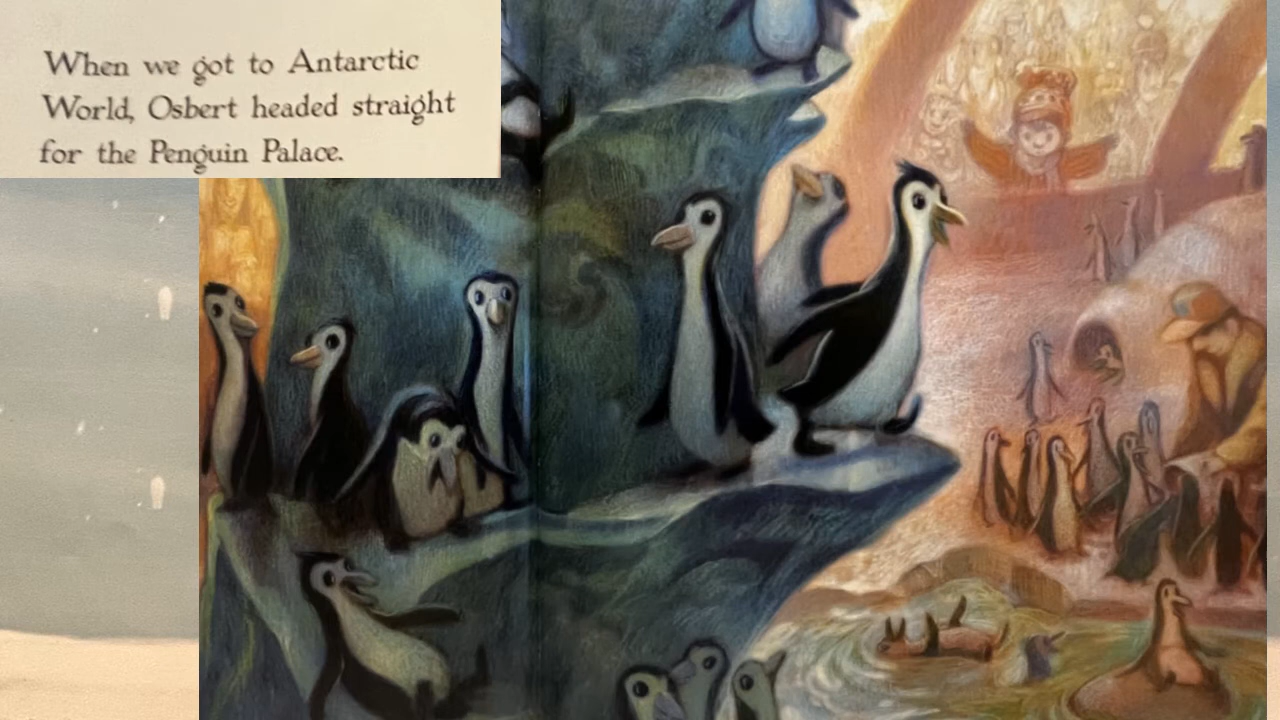 When we got to Antarctic
World, Osbert headed straight
for the Penguin Palace.